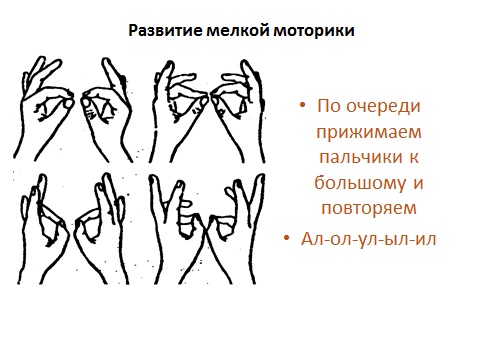 Развитие мелкой моторики
• По очереди
прижимаем
пальчики к
большому и
повторяем
• Ал-ол-ул-ыл-ил